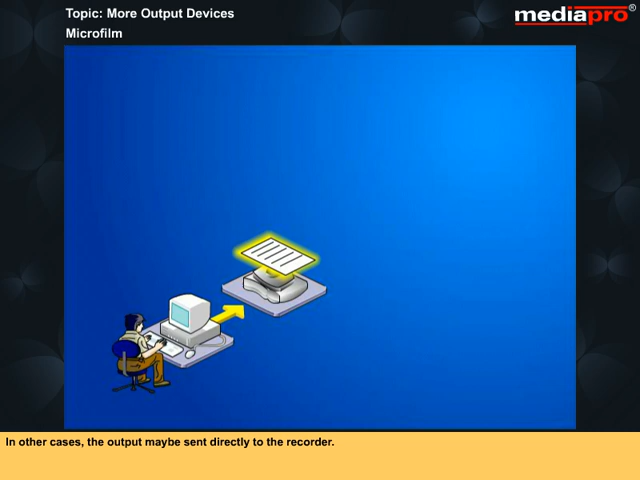 Topic: More Output Devices
mediapro®
Microfilm
In other cases, the output maybe sent directly to the recorder.